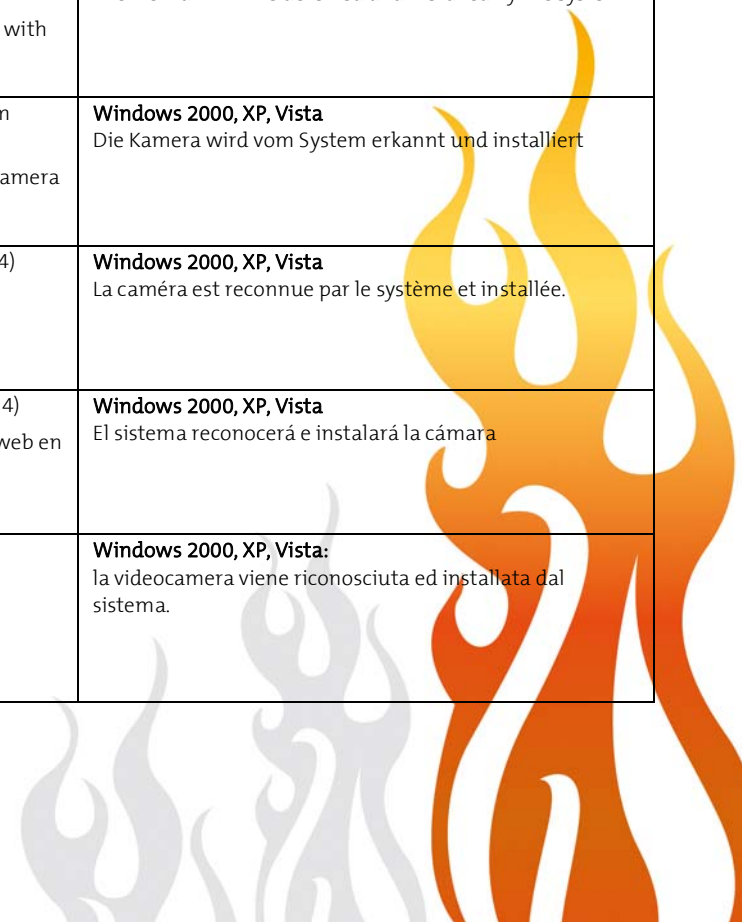 with
m
Windows 2000, XP, Vista
Die Kamera wird vom System erkannt und installiert
amera
4)
Windows 2000, XP, Vista
La caméra est reconnue par le système et installée.
4)
Windows 2000, XP, Vista
El sistema reconocerá e instalará la cámara
web en
Windows 2000, XP, Vista:
la videocamera viene riconosciuta ed installata dal
sistema.